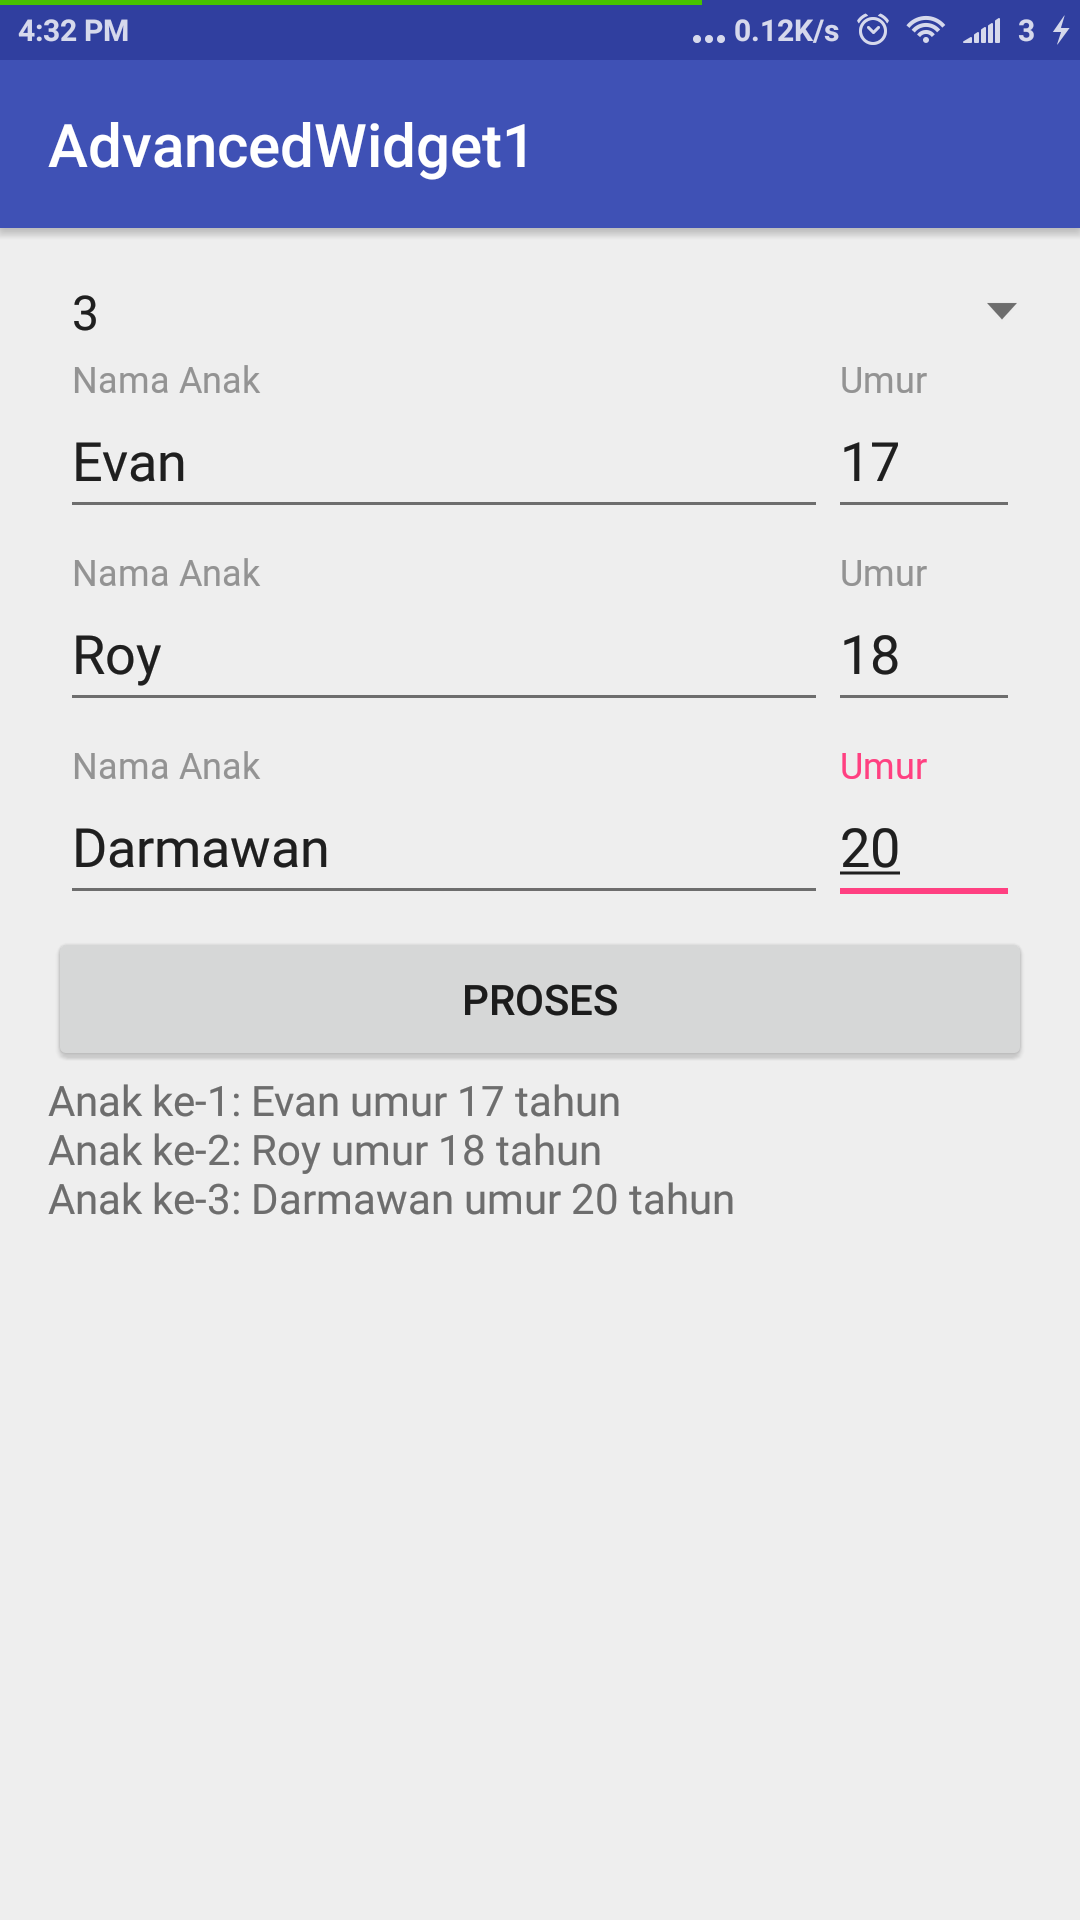 4:32 PM ... 0.12K/s 3
AdvancedWidget1
3
Nama Anak Umur
Evan 17
Nama Anak Umur
Roy 18
Nama Anak Umur
Darmawan 20
PROSES
Anak ke-1: Evan umur 17 tahun
Anak ke-2: Roy umur 18 tahun
Anak ke-3: Darmawan umur 20 tahun